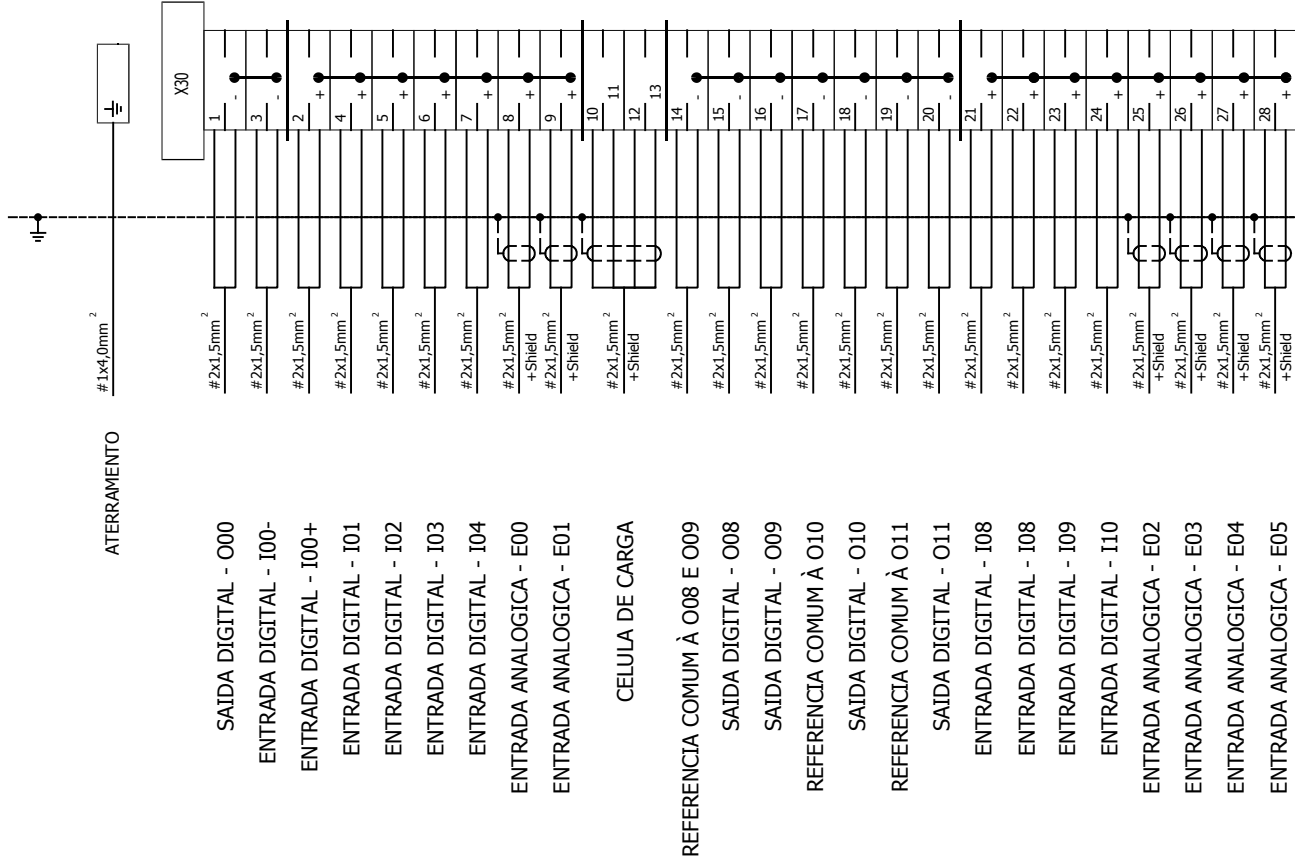 ATERRAMENTO
#1x4,0mm²
X30
SAIDA DIGITAL - O00
#2x1,5mm²
1
-
ENTRADA DIGITAL - I00-
#2x1,5mm²
3
-
ENTRADA DIGITAL - I00+
#2x1,5mm²
2
+
ENTRADA DIGITAL - I01
#2x1,5mm²
4
+
ENTRADA DIGITAL - I02
#2x1,5mm²
5
+
ENTRADA DIGITAL - I03
#2x1,5mm²
6
+
ENTRADA DIGITAL - I04
#2x1,5mm²
7
+
ENTRADA ANALOGICA - E00
#2x1,5mm²
+Shield
8
+
ENTRADA ANALOGICA - E01
#2x1,5mm²
+Shield
9
+
CELULA DE CARGA
#2x1,5mm²
+Shield
10
11
12
13
REFERENCIA COMUM À O08 E O09
#2x1,5mm²
14
-
SAIDA DIGITAL - O08
#2x1,5mm²
15
-
SAIDA DIGITAL - O09
#2x1,5mm²
16
-
REFERENCIA COMUM À O10
#2x1,5mm²
17
-
SAIDA DIGITAL - O10
#2x1,5mm²
18
-
REFERENCIA COMUM À O11
#2x1,5mm²
19
-
SAIDA DIGITAL - O11
#2x1,5mm²
20
-
ENTRADA DIGITAL - I08
#2x1,5mm²
21
+
ENTRADA DIGITAL - I08
#2x1,5mm²
22
+
ENTRADA DIGITAL - I09
#2x1,5mm²
23
+
ENTRADA DIGITAL - I10
#2x1,5mm²
24
+
ENTRADA ANALOGICA - E02
#2x1,5mm²
+Shield
25
+
ENTRADA ANALOGICA - E03
#2x1,5mm²
+Shield
26
+
ENTRADA ANALOGICA - E04
#2x1,5mm²
+Shield
27
+
ENTRADA ANALOGICA - E05
#2x1,5mm²
+Shield
28
+